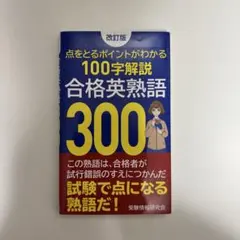 改訂版
点をとるポイントがわかる
100字解説
合格英熟語
300
この熟語は、合格者が
試行錯誤のすえにつかんだ
試験で点になる
熟語だ！
受験情報研究会